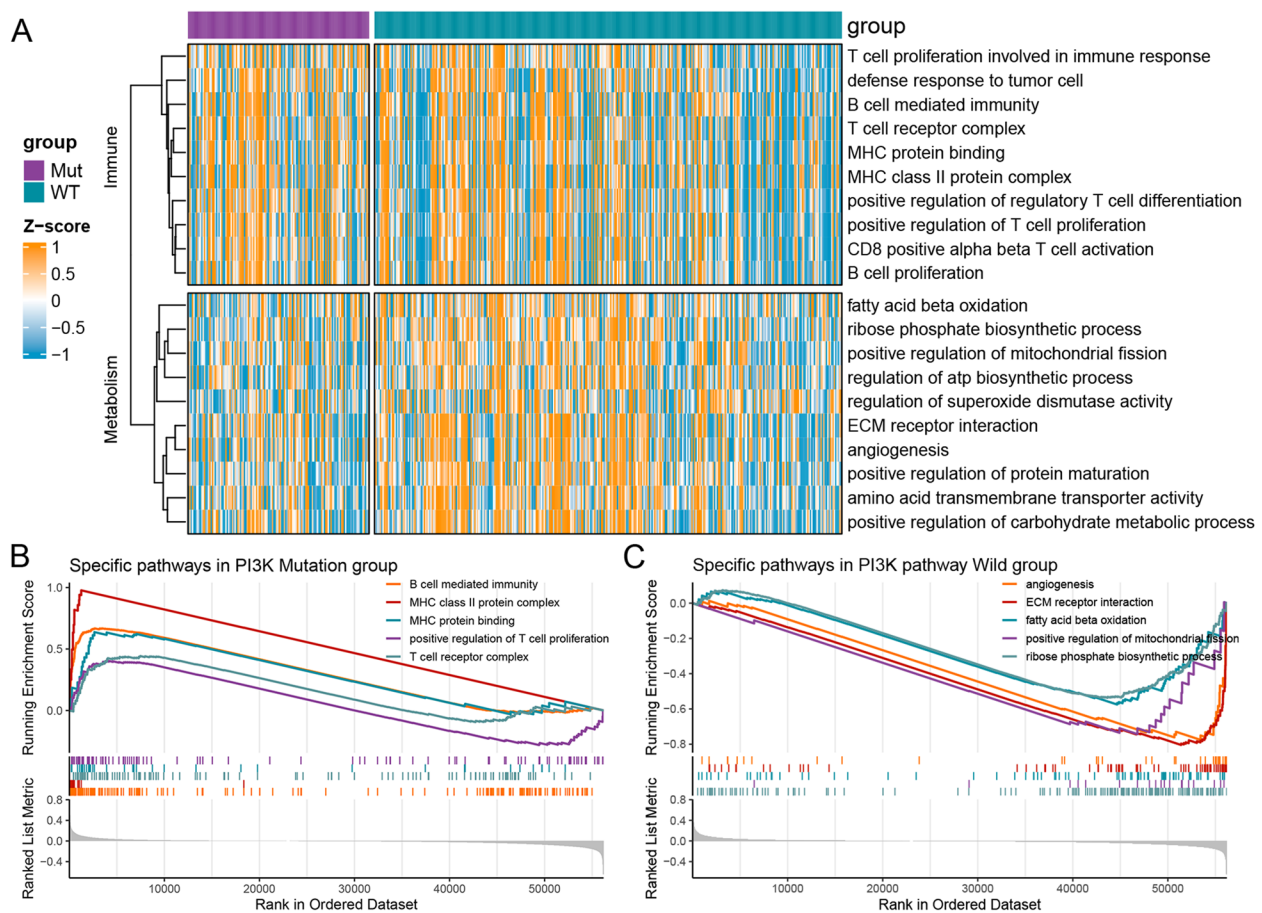 A
group
T cell proliferation involved in immune response
defense response to tumor cell
B cell mediated immunity
T cell receptor complex
MHC protein binding
MHC class II protein complex
positive regulation of regulatory T cell differentiation
positive regulation of T cell proliferation
CD8 positive alpha beta T cell activation
B cell proliferation
fatty acid beta oxidation
ribose phosphate biosynthetic process
positive regulation of mitochondrial fission
regulation of atp biosynthetic process
regulation of superoxide dismutase activity
ECM receptor interaction
angiogenesis
positive regulation of protein maturation
amino acid transmembrane transporter activity
positive regulation of carbohydrate metabolic process
Immune
Metabolism
group
Mut
WT
Z−score
1
0.5
0
−0.5
−1
B
Specific pathways in PI3K Mutation group
B cell mediated immunity
MHC class II protein complex
MHC protein binding
positive regulation of T cell proliferation
T cell receptor complex
Running Enrichment Score
1.0
0.5
0.0
Ranked List Metric
0.8
0.4
0.0
−0.4
10000
20000
30000
40000
50000
Rank in Ordered Dataset
C
Specific pathways in PI3K pathway Wild group
angiogenesis
ECM receptor interaction
fatty acid beta oxidation
positive regulation of mitochondrial fission
ribose phosphate biosynthetic process
Running Enrichment Score
0.0
−0.2
−0.4
−0.6
−0.8
Ranked List Metric
0.8
0.4
0.0
−0.4
10000
20000
30000
40000
50000
Rank in Ordered Dataset